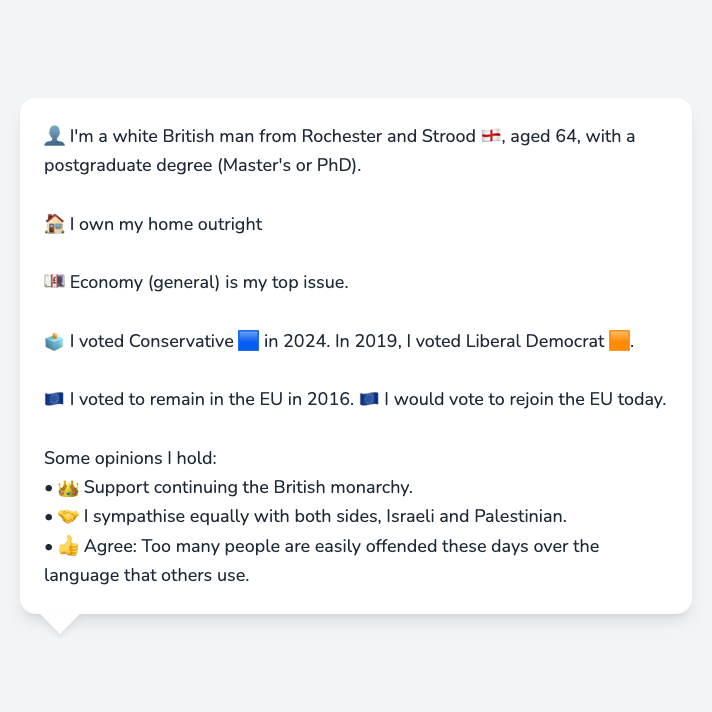 👤 I'm a white British man from Rochester and Strood 🏴󠁧󠁢󠁥󠁮󠁧󠁿, aged 64, with a
postgraduate degree (Master's or PhD).
🏠 I own my home outright
💷 Economy (general) is my top issue.
🗳️ I voted Conservative 🟦 in 2024. In 2019, I voted Liberal Democrat 🟧.
🇪🇺 I voted to remain in the EU in 2016. 🇪🇺 I would vote to rejoin the EU today.
Some opinions I hold:
• 👑 Support continuing the British monarchy.
• 🤝 I sympathise equally with both sides, Israeli and Palestinian.
• 👍 Agree: Too many people are easily offended these days over the
language that others use.